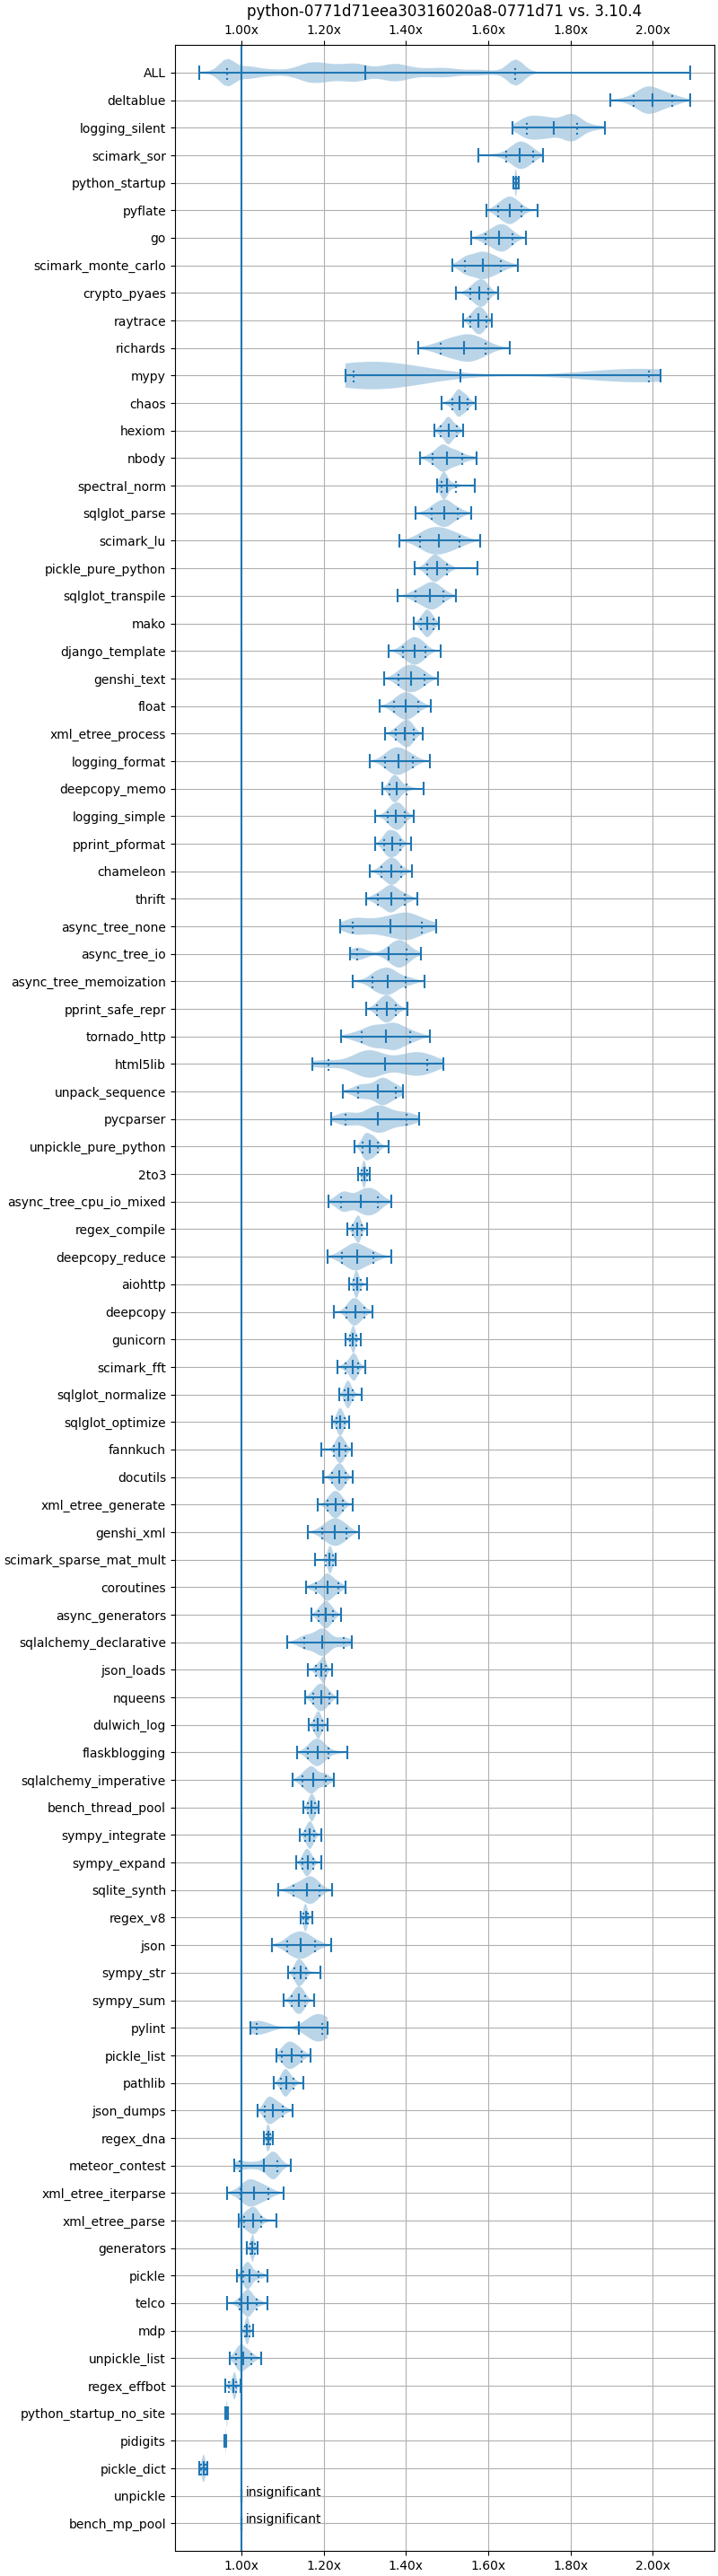 python-0771d71eea30316020a8-0771d71 vs. 3.10.4
1.00x 1.20x 1.40x 1.60x 1.80x 2.00x
ALL
deltablue
logging_silent
scimark_sor
python_startup
pyflate
go
scimark_monte_carlo
crypto_pyaes
raytrace
richards
mypy
chaos
hexiom
nbody
spectral_norm
sqlglot_parse
scimark_lu
pickle_pure_python
sqlglot_transpile
mako
django_template
genshi_text
float
xml_etree_process
logging_format
deepcopy_memo
logging_simple
pprint_pformat
chameleon
thrift
async_tree_none
async_tree_io
async_tree_memoization
pprint_safe_repr
tornado_http
html5lib
unpack_sequence
pycparser
unpickle_pure_python
2to3
async_tree_cpu_io_mixed
regex_compile
deepcopy_reduce
aiohttp
deepcopy
gunicorn
scimark_fft
sqlglot_normalize
sqlglot_optimize
fannkuch
docutils
xml_etree_generate
genshi_xml
scimark_sparse_mat_mult
coroutines
async_generators
sqlalchemy_declarative
json_loads
nqueens
dulwich_log
flaskblogging
sqlalchemy_imperative
bench_thread_pool
sympy_integrate
sympy_expand
sqlite_synth
regex_v8
json
sympy_str
sympy_sum
pylint
pickle_list
pathlib
json_dumps
regex_dna
meteor_contest
xml_etree_iterparse
xml_etree_parse
generators
pickle
telco
mdp
unpickle_list
regex_effbot
python_startup_no_site
pidigits
pickle_dict
unpickle insignificant
bench_mp_pool insignificant
1.00x 1.20x 1.40x 1.60x 1.80x 2.00x